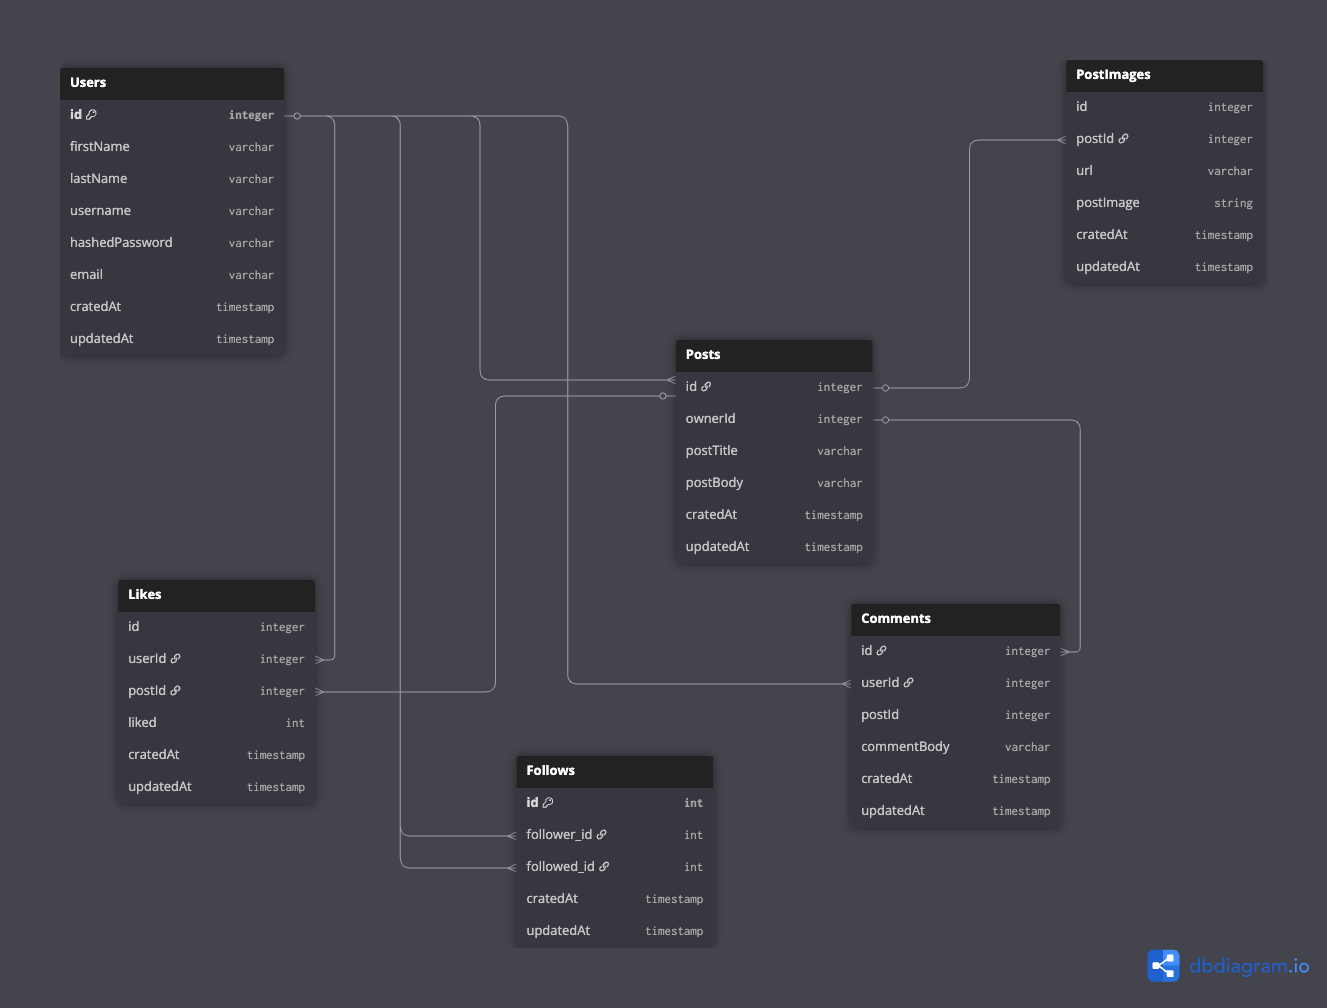 Users
id integer
firstName varchar
lastName varchar
username varchar
hashedPassword varchar
email varchar
cratedAt timestamp
updatedAt timestamp
PostImages
id integer
postId integer
url varchar
postImage string
cratedAt timestamp
updatedAt timestamp
Posts
id integer
ownerId integer
postTitle varchar
postBody varchar
cratedAt timestamp
updatedAt timestamp
Likes
id integer
userId integer
postId integer
liked int
cratedAt timestamp
updatedAt timestamp
Comments
id integer
userId integer
postId integer
commentBody varchar
cratedAt timestamp
updatedAt timestamp
Follows
id int
follower_id int
followed_id int
cratedAt timestamp
updatedAt timestamp
dbdiagram.io